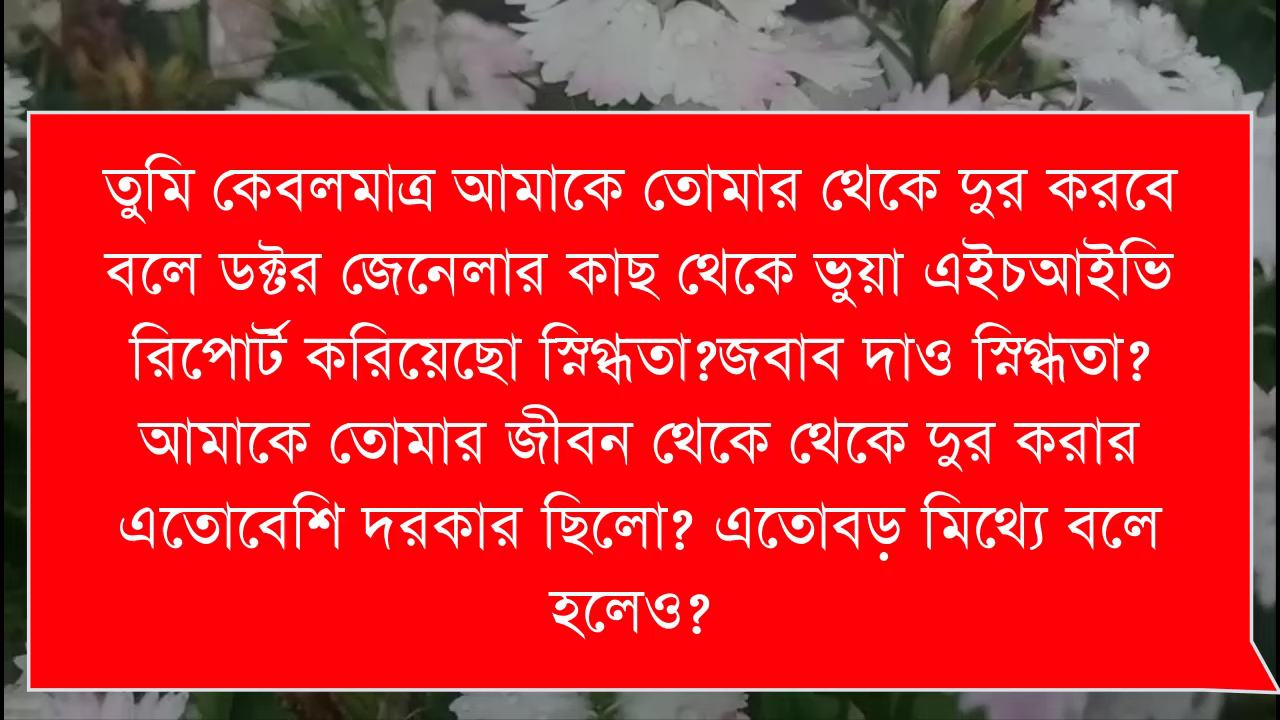 তুমি কেবলমাত্র আমাকে তোমার থেকে দুর করবে
বলে ডক্টর জেনেলার কাছ থেকে ভুয়া এইচআইভি
রিপোর্ট করিয়েছো স্নিগ্ধতা?জবাব দাও স্নিগ্ধতা?
আমাকে তোমার জীবন থেকে থেকে দুর করার
এতোবেশি দরকার ছিলো? এতোবড় মিথ্যে বলে
হলেও?